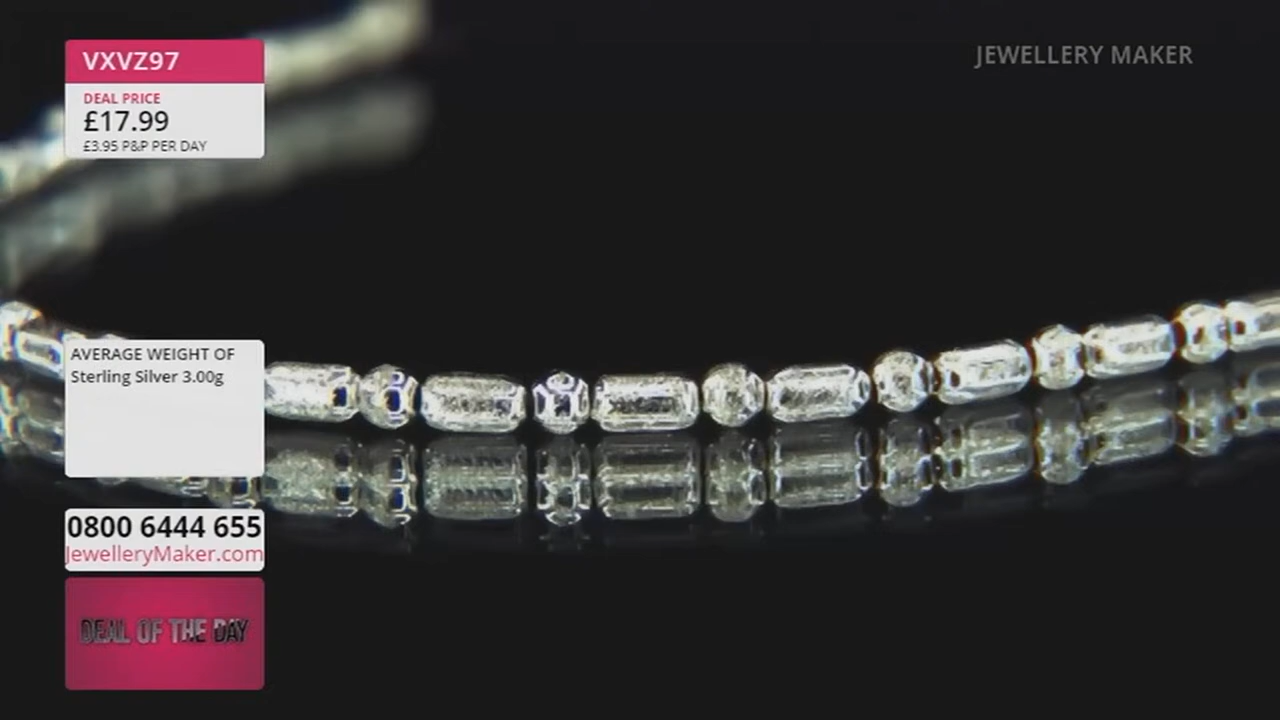 VXVZ97
DEAL PRICE
£17.99
£3.95 P&P PER DAY
JEWELLERY MAKER
AVERAGE WEIGHT OF
Sterling Silver 3.00g
0800 6444 655
JewelleryMaker.com
DEAL OF THE DAY